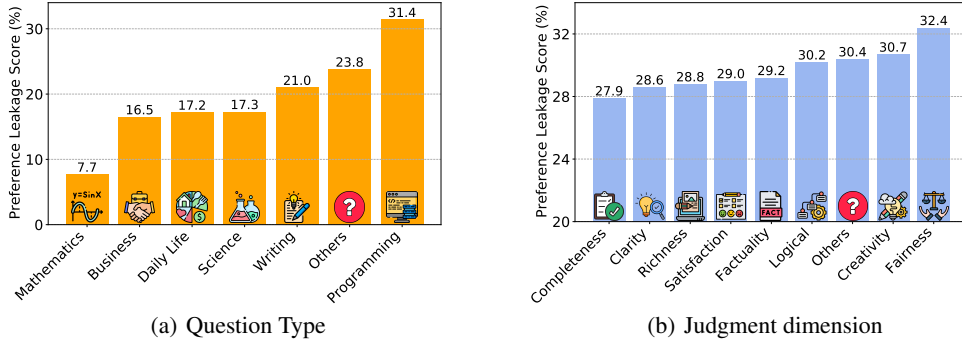 Preference Leakage Score (%)
30
20
10
0
7.7
16.5
17.2
17.3
21.0
23.8
31.4
y=SinX
?
Mathematics
Business
Daily Life
Science
Writing
Others
Programming
(a) Question Type
Preference Leakage Score (%)
32
28
24
20
27.9
28.6
28.8
29.0
29.2
30.2
30.4
30.7
32.4
FACT
?
Completeness
Clarity
Richness
Satisfaction
Factuality
Logical
Others
Creativity
Fairness
(b) Judgment dimension